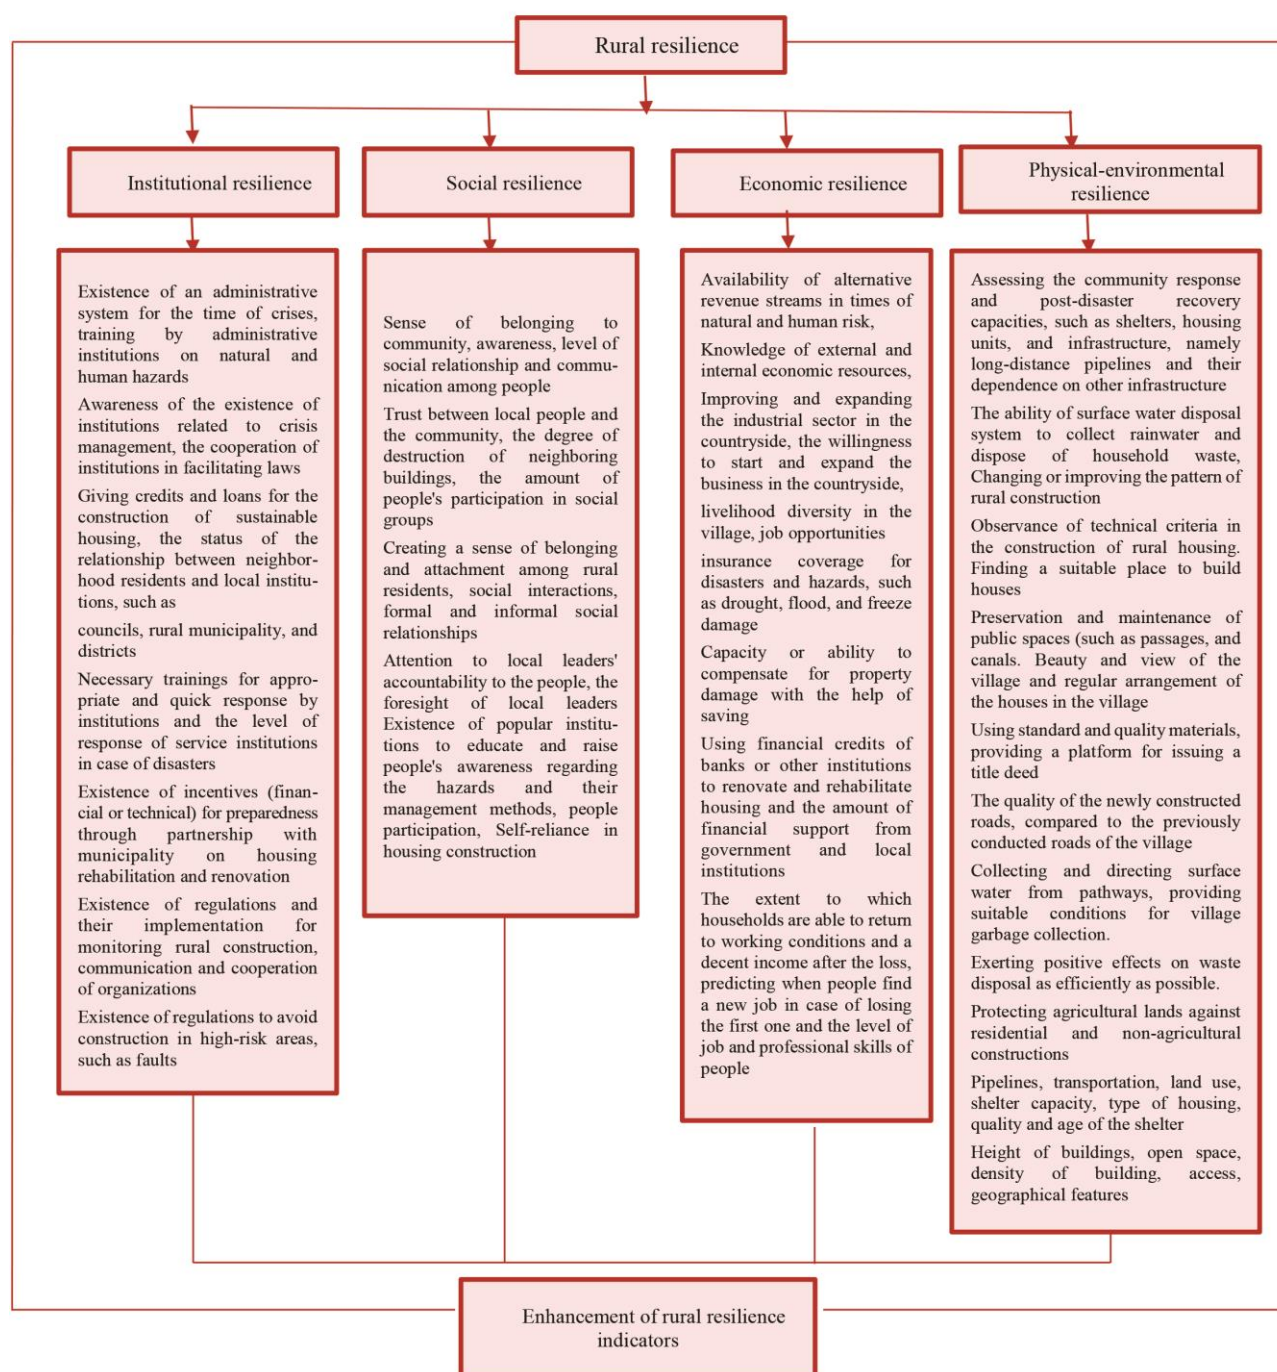 Rural resilience
Institutional resilience
Social resilience
Economic resilience
Physical-environmental
resilience
Existence of an administrative
system for the time of crises,
training by administrative
institutions on natural and
human hazards
Awareness of the existence of
institutions related to crisis
management, the cooperation of
institutions in facilitating laws
Giving credits and loans for the
construction of sustainable
housing, the status of the
relationship between neighbor-
hood residents and local institu-
tions, such as
councils, rural municipality, and
districts
Necessary trainings for appro-
priate and quick response by
institutions and the level of
response of service institutions
in case of disasters
Existence of incentives (finan-
cial or technical) for preparedness
through partnership with
municipality on housing
rehabilitation and renovation
Existence of regulations and
their implementation for
monitoring rural construction,
communication and cooperation
of organizations
Existence of regulations to avoid
construction in high-risk areas,
such as faults
Sense of belonging to
community, awareness, level of
social relationship and commu-
nication among people
Trust between local people and
the community, the degree of
destruction of neighboring
buildings, the amount of
people's participation in social
groups
Creating a sense of belonging
and attachment among rural
residents, social interactions,
formal and informal social
relationships
Attention to local leaders'
accountability to the people, the
foresight of local leaders
Existence of popular institu-
tions to educate and raise
people's awareness regarding
the hazards and their
management methods, people
participation, Self-reliance in
housing construction
Availability of alternative
revenue streams in times of
natural and human risk,
Knowledge of external and
internal economic resources,
Improving and expanding
the industrial sector in the
countryside, the willingness
to start and expand the
business in the countryside,
livelihood diversity in the
village, job opportunities
insurance coverage for
disasters and hazards, such
as drought, flood, and freeze
damage
Capacity or ability to
compensate for property
damage with the help of
saving
Using financial credits of
banks or other institutions
to renovate and rehabilitate
housing and the amount of
financial support from
government and local
institutions
The extent to which
households are able to return
to working conditions and a
decent income after the loss,
predicting when people find
a new job in case of losing
the first one and the level of
job and professional skills of
people
Assessing the community response
and post-disaster recovery
capacities, such as shelters, housing
units, and infrastructure, namely
long-distance pipelines and their
dependence on other infrastructure
The ability of surface water disposal
system to collect rainwater and
dispose of household waste,
Changing or improving the pattern of
rural construction
Observance of technical criteria in
the construction of rural housing.
Finding a suitable place to build
houses
Preservation and maintenance of
public spaces (such as passages, and
canals. Beauty and view of the
village and regular arrangement of
the houses in the village
Using standard and quality materials,
providing a platform for issuing a
title deed
The quality of the newly constructed
roads, compared to the previously
conducted roads of the village
Collecting and directing surface
water from pathways, providing
suitable conditions for village
garbage collection.
Exerting positive effects on waste
disposal as efficiently as possible.
Protecting agricultural lands against
residential and non-agricultural
constructions
Pipelines, transportation, land use,
shelter capacity, type of housing,
quality and age of the shelter
Height of buildings, open space,
density of building, access,
geographical features
Enhancement of rural resilience
indicators